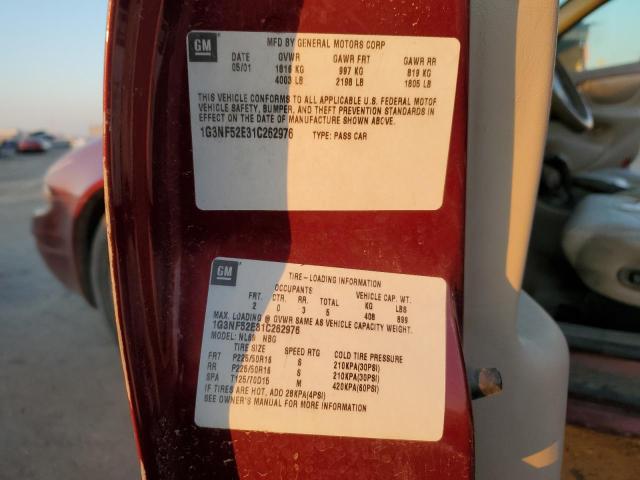 GM
MFD BY GENERAL MOTORS CORP
DATE GVWR GAWR FRT GAWR RR
05/01 1816 KG 997 KG 819 KG
4003 LB 2198 LB 1805 LB
THIS VEHICLE CONFORMS TO ALL APPLICABLE U.S. FEDERAL MOTOR
VEHICLE SAFETY, BUMPER, AND THEFT PREVENTION STANDARDS IN
EFFECT ON THE DATE OF MANUFACTURE SHOWN ABOVE.
1G3NF52E31C262976 TYPE: PASS CAR
GM
TIRE-LOADING INFORMATION
OCCUPANTS VEHICLE CAP. WT.
FRT. CTR. RR. TOTAL KG LBS
2 0 3 5 408 899
MAX. LOADING @ GVWR SAME AS VEHICLE CAPACITY WEIGHT.
1G3NF52E31C262976
MODEL: NL69 NBG
TIRE SIZE SPEED RTG COLD TIRE PRESSURE
FRT P225/50R16 S 210KPA(30PSI)
RR P225/50R16 S 210KPA(30PSI)
SPA T125/70D15 M 420KPA(60PSI)
IF TIRES ARE HOT, ADD 28KPA(4PSI)
SEE OWNER'S MANUAL FOR MORE INFORMATION